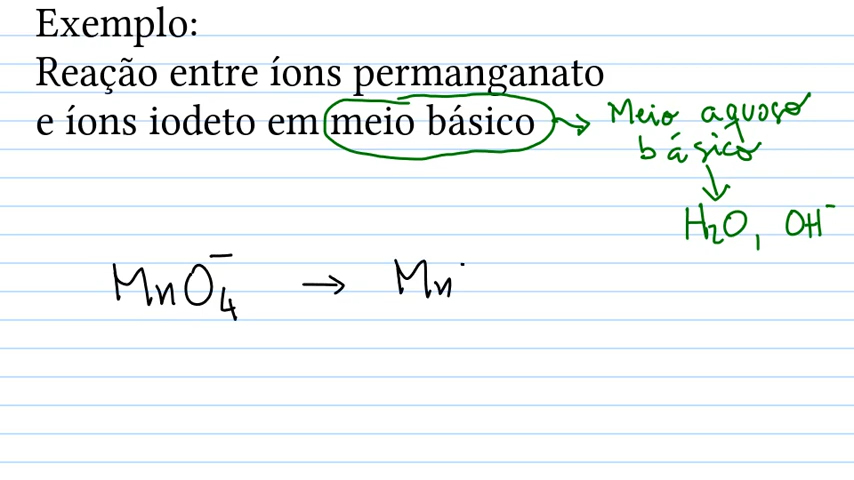 Exemplo:
Reação entre íons permanganato
e íons iodeto em meio básico → Meio aquoso
básico
↓
H₂O, OH⁻
MnO₄⁻ → Mn